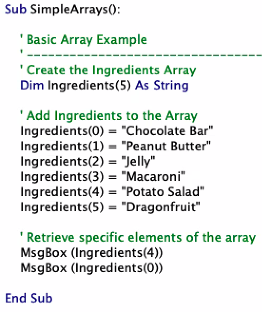 Sub SimpleArrays():
' Basic Array Example
' ---------------------------------
' Create the Ingredients Array
Dim Ingredients(5) As String
' Add Ingredients to the Array
Ingredients(0) = "Chocolate Bar"
Ingredients(1) = "Peanut Butter"
Ingredients(2) = "Jelly"
Ingredients(3) = "Macaroni"
Ingredients(4) = "Potato Salad"
Ingredients(5) = "Dragonfruit"
' Retrieve specific elements of the array
MsgBox (Ingredients(4))
MsgBox (Ingredients(0))
End Sub